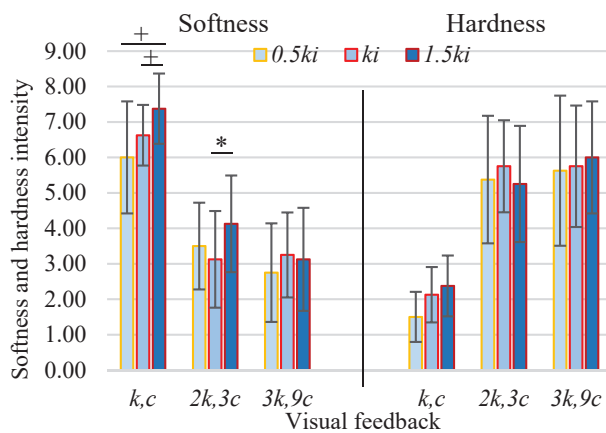 Softness Hardness
0.5ki ki 1.5ki
+
+
*
9.00
8.00
7.00
6.00
5.00
4.00
3.00
2.00
1.00
0.00
Softness and hardness intensity
k,c 2k,3c 3k,9c k,c 2k,3c 3k,9c
Visual feedback